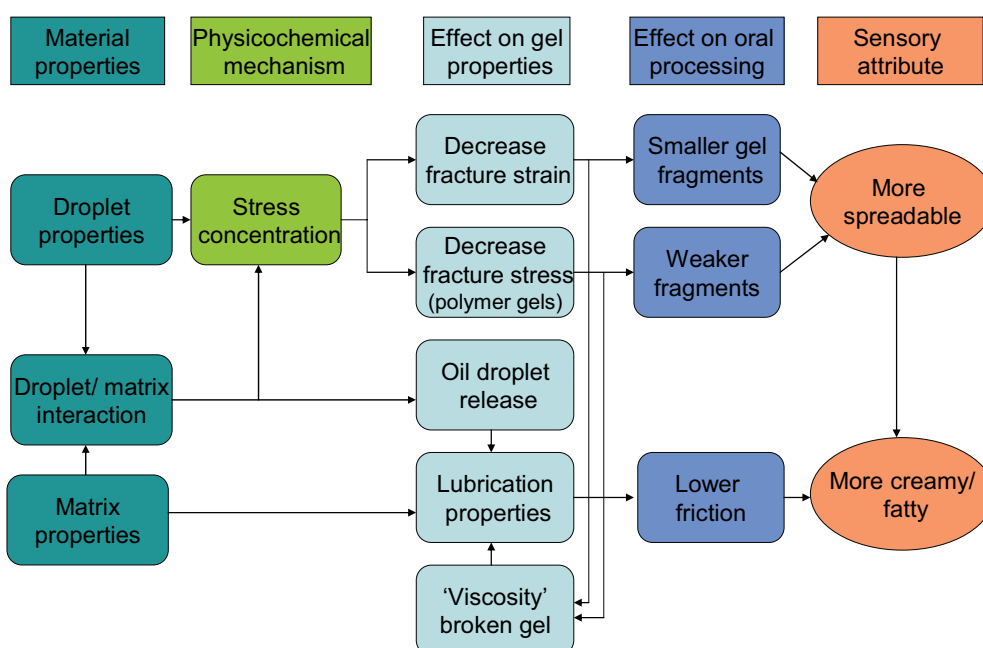 Material
properties
Physicochemical
mechanism
Effect on gel
properties
Effect on oral
processing
Sensory
attribute
Decrease
fracture strain
Smaller gel
fragments
More
spreadable
Droplet
properties
Stress
concentration
Decrease
fracture stress
(polymer gels)
Weaker
fragments
Droplet/ matrix
interaction
Oil droplet
release
Matrix
properties
Lubrication
properties
Lower
friction
More creamy/
fatty
‘Viscosity’
broken gel